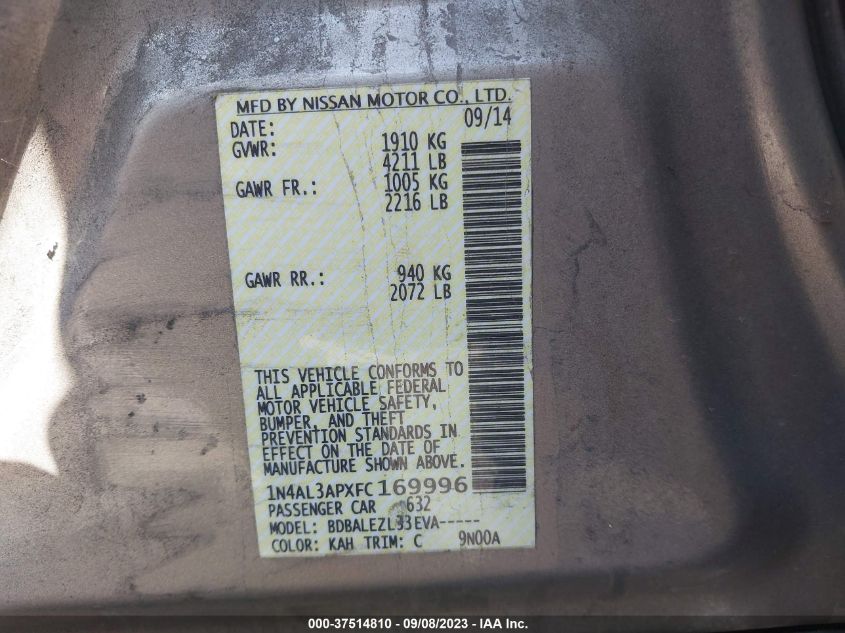 MFD BY NISSAN MOTOR CO., LTD.
DATE: 09/14
GVWR: 1910 KG
4211 LB
GAWR FR.: 1005 KG
2216 LB
GAWR RR.: 940 KG
2072 LB
THIS VEHICLE CONFORMS TO
ALL APPLICABLE FEDERAL
MOTOR VEHICLE SAFETY,
BUMPER, AND THEFT
PREVENTION STANDARDS IN
EFFECT ON THE DATE OF
MANUFACTURE SHOWN ABOVE.
1N4AL3APXFC169996
PASSENGER CAR 632
MODEL: BDBALEZL33EVA-----
COLOR: KAH TRIM: C 9N00A
000-37514810 - 09/08/2023 - IAA Inc.